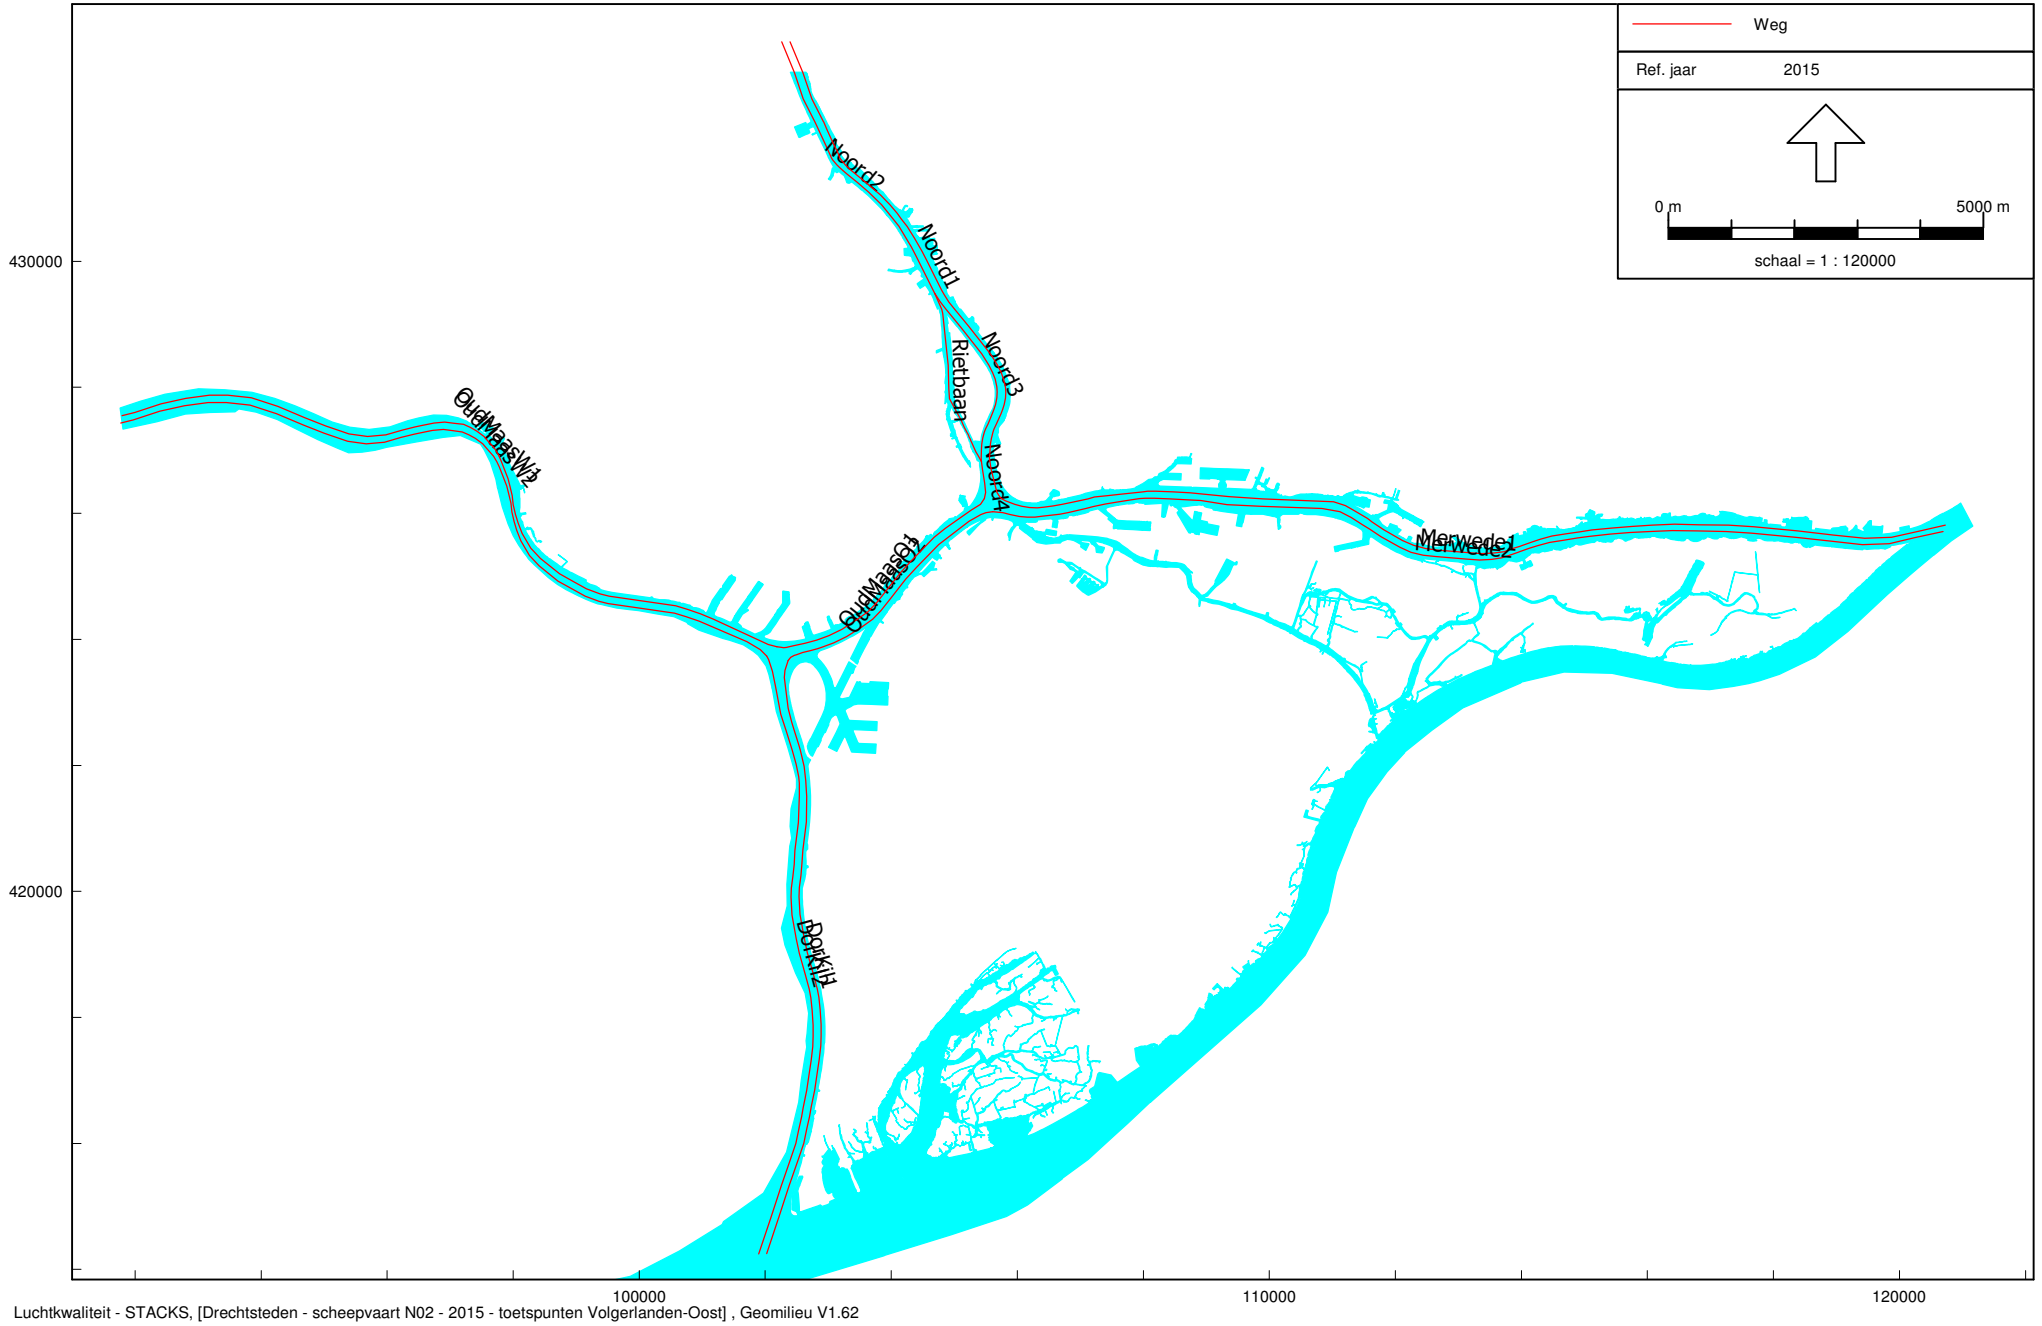 Weg
Ref. jaar 2015
0 m 5000 m
schaal = 1 : 120000
Noord2
Noord1
430000
Noord3
Rietbaan
OudMaasW1
OudMaasW2
Noord4
OudMaasO1
OudMaasO2
Merwede1
Merwede2
420000
DorKil1
DorKil2
100000 110000 120000
Luchtkwaliteit - STACKS, [Drechtsteden - scheepvaart N02 - 2015 - toetspunten Volgerlanden-Oost] , Geomilieu V1.62